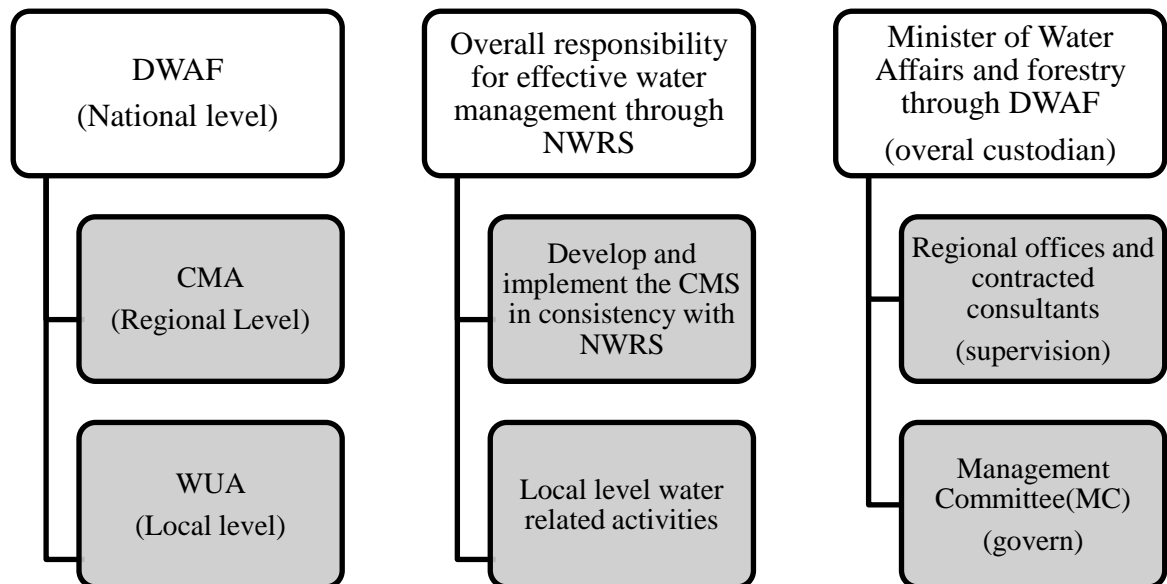 DWAF
(National level)
CMA
(Regional Level)
WUA
(Local level)
Overall responsibility
for effective water
management through
NWRS
Develop and
implement the CMS
in consistency with
NWRS
Local level water
related activities
Minister of Water
Affairs and forestry
through DWAF
(overal custodian)
Regional offices and
contracted
consultants
(supervision)
Management
Committee(MC)
(govern)